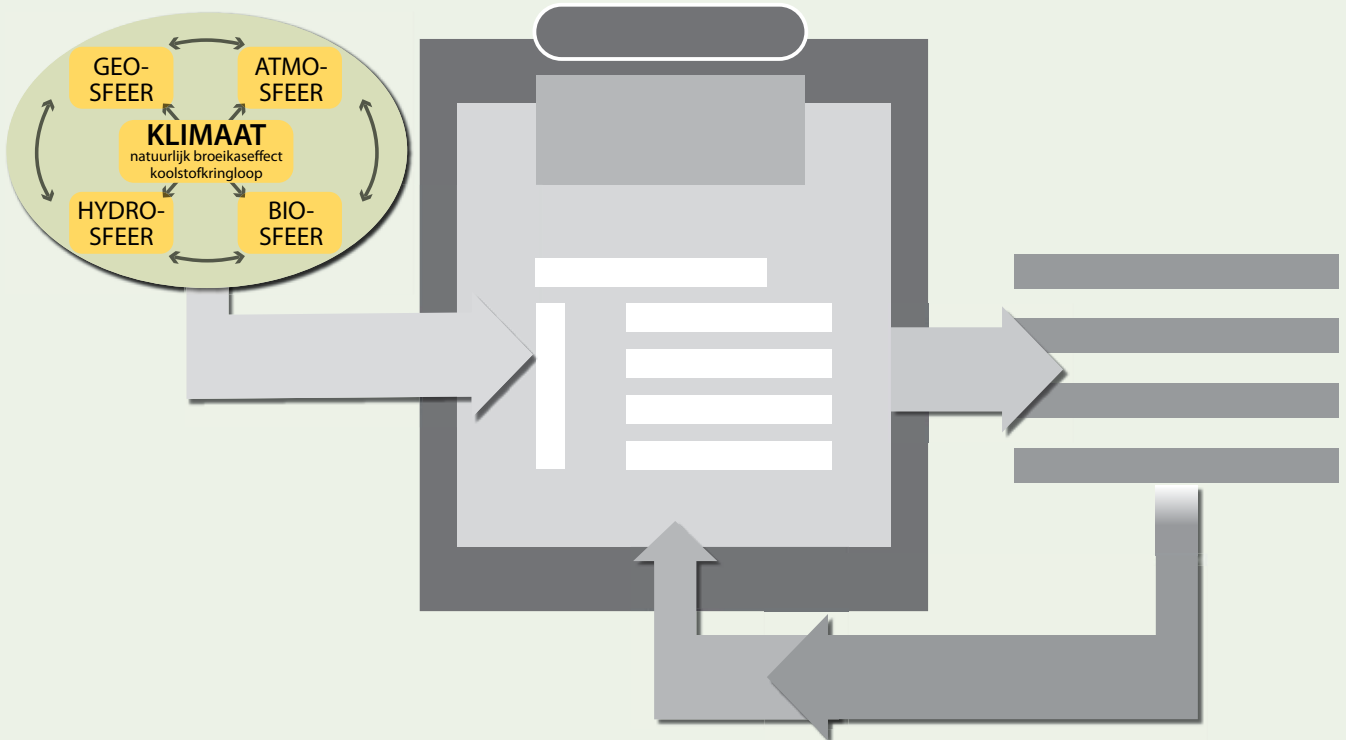 GEO-
SFEER
ATMO-
SFEER
KLIMAAT
natuurlijk broeikaseffect
koolstofkringloop
HYDRO-
SFEER
BIO-
SFEER